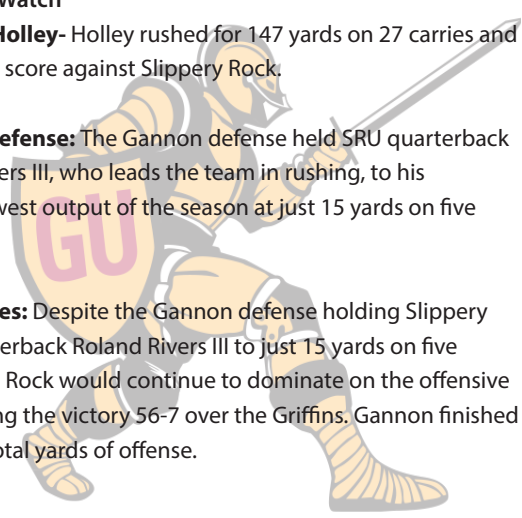 Watch
Holley- Holley rushed for 147 yards on 27 carries and
score against Slippery Rock.
efense: The Gannon defense held SRU quarterback
ers III, who leads the team in rushing, to his
west output of the season at just 15 yards on five
GU
es: Despite the Gannon defense holding Slippery
erback Roland Rivers III to just 15 yards on five
Rock would continue to dominate on the offensive
ng the victory 56-7 over the Griffins. Gannon finished
otal yards of offense.